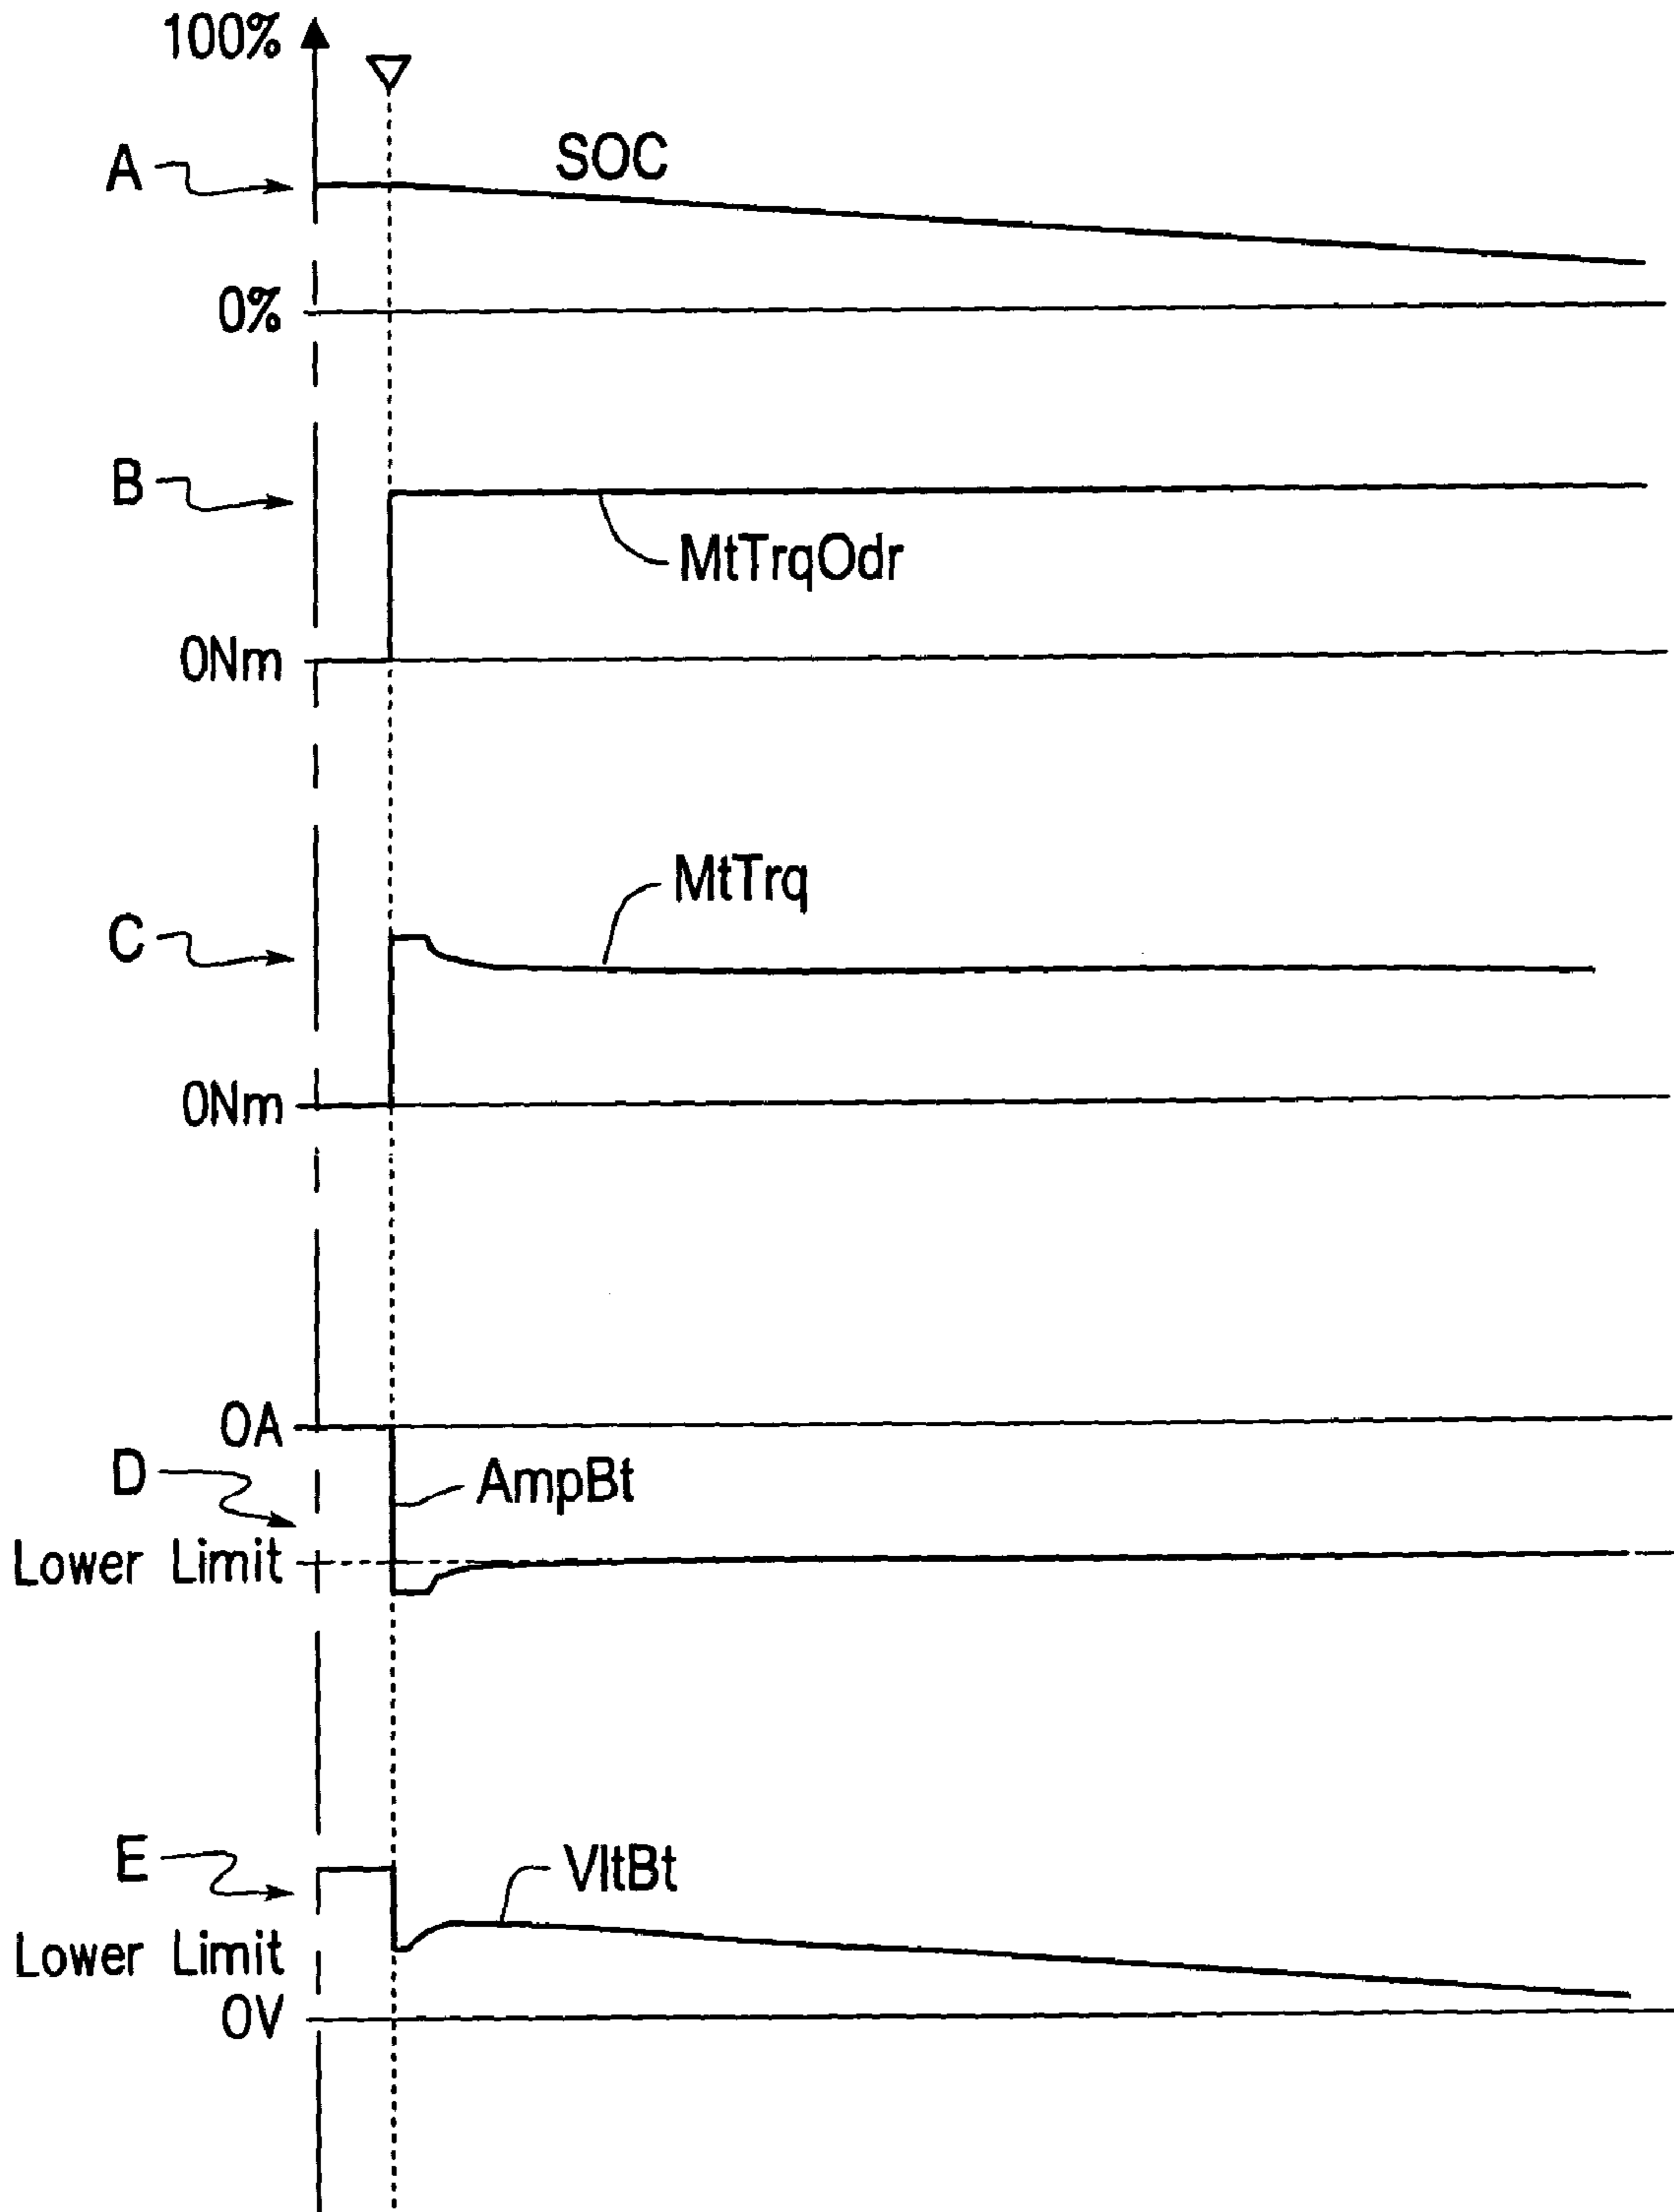 100%
A
SOC
0%
B
MtTrqOdr
0Nm
MtTrq
C
0Nm
0A
D
AmpBt
Lower Limit
E
VltBt
Lower Limit
0V